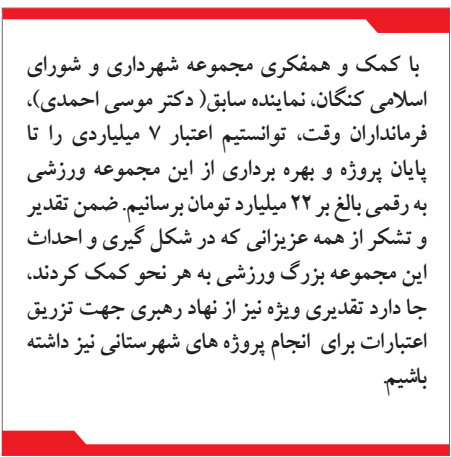 با کمک و همفکری مجموعه شهرداری و شورای
اسلامی کنگان، نماینده سابق( دکتر موسی احمدی)،
فرمانداران وقت، توانستیم اعتبار ۷ میلیاردی را تا
پایان پروژه و بهره برداری از این مجموعه ورزشی
به رقمی بالغ بر ۲۲ میلیارد تومان برسانیم. ضمن تقدیر
و تشکر از همه عزیزانی که در شکل گیری و احداث
این مجموعه بزرگ ورزشی به هر نحو کمک کردند،
جا دارد تقدیری ویژه نیز از نهاد رهبری جهت تزریق
اعتبارات برای انجام پروژه های شهرستانی نیز داشته
باشیم.